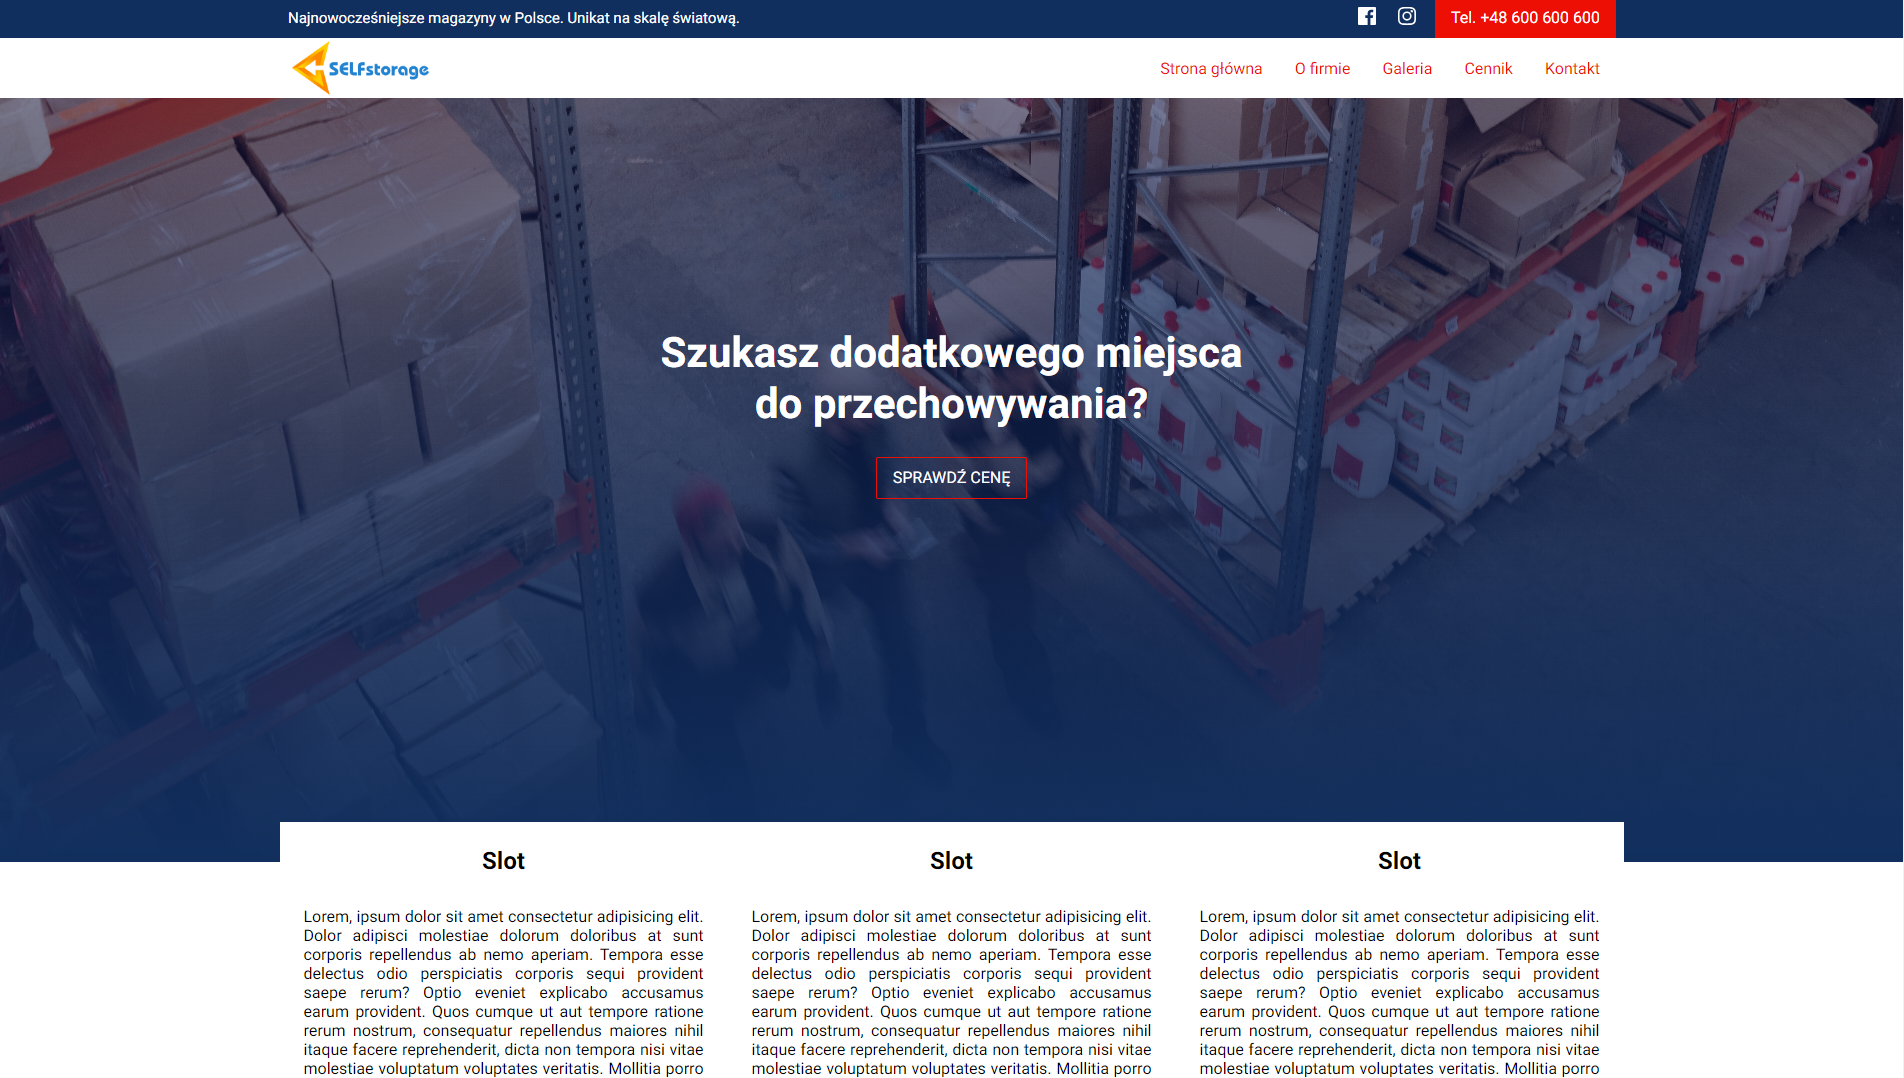 Najnowocześniejsze magazyny w Polsce. Unikat na skalę światową.
Tel. +48 600 600 600
SELFstorage
Strona główna O firmie Galeria Cennik Kontakt
Szukasz dodatkowego miejsca
do przechowywania?
SPRAWDŹ CENĘ
Slot
Lorem, ipsum dolor sit amet consectetur adipisicing elit.
Dolor adipisci molestiae dolorum doloribus at sunt
corporis repellendus ab nemo aperiam. Tempora esse
delectus odio perspiciatis corporis sequi provident
saepe rerum? Optio eveniet explicabo accusamus
earum provident. Quos cumque ut aut tempore ratione
rerum nostrum, consequatur repellendus maiores nihil
itaque facere reprehenderit, dicta non tempora nisi vitae
molestiae voluptatum voluptates veritatis. Mollitia porro
Slot
Lorem, ipsum dolor sit amet consectetur adipisicing elit.
Dolor adipisci molestiae dolorum doloribus at sunt
corporis repellendus ab nemo aperiam. Tempora esse
delectus odio perspiciatis corporis sequi provident
saepe rerum? Optio eveniet explicabo accusamus
earum provident. Quos cumque ut aut tempore ratione
rerum nostrum, consequatur repellendus maiores nihil
itaque facere reprehenderit, dicta non tempora nisi vitae
molestiae voluptatum voluptates veritatis. Mollitia porro
Slot
Lorem, ipsum dolor sit amet consectetur adipisicing elit.
Dolor adipisci molestiae dolorum doloribus at sunt
corporis repellendus ab nemo aperiam. Tempora esse
delectus odio perspiciatis corporis sequi provident
saepe rerum? Optio eveniet explicabo accusamus
earum provident. Quos cumque ut aut tempore ratione
rerum nostrum, consequatur repellendus maiores nihil
itaque facere reprehenderit, dicta non tempora nisi vitae
molestiae voluptatum voluptates veritatis. Mollitia porro